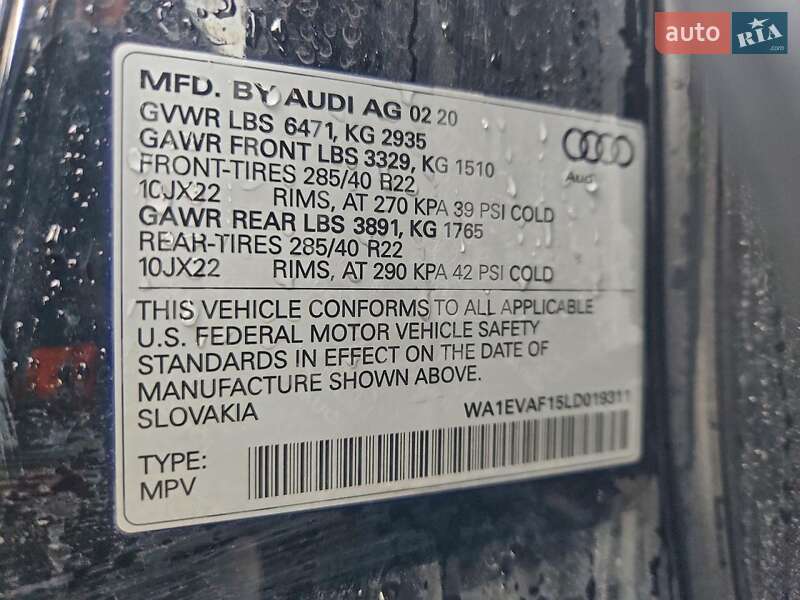 auto RIA
.com
MFD. BY AUDI AG 02 20
GVWR LBS 6471, KG 2935
GAWR FRONT LBS 3329, KG 1510
FRONT-TIRES 285/40 R22
10JX22 RIMS, AT 270 KPA 39 PSI COLD
GAWR REAR LBS 3891, KG 1765
REAR-TIRES 285/40 R22
10JX22 RIMS, AT 290 KPA 42 PSI COLD
Audi
THIS VEHICLE CONFORMS TO ALL APPLICABLE
U.S. FEDERAL MOTOR VEHICLE SAFETY
STANDARDS IN EFFECT ON THE DATE OF
MANUFACTURE SHOWN ABOVE.
SLOVAKIA WA1EVAF15LD019311
TYPE:
MPV